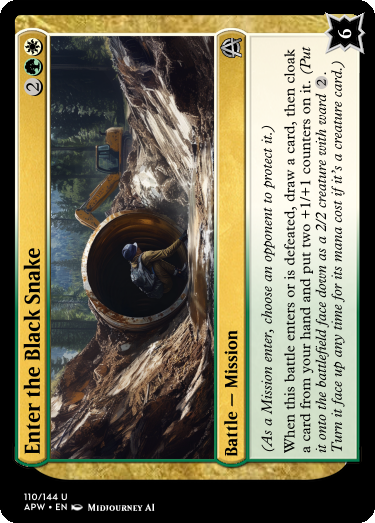 Enter the Black Snake 2
Battle — Mission
(As a Mission enter, choose an opponent to protect it.)
When this battle enters or is defeated, draw a card, then cloak
a card from your hand and put two +1/+1 counters on it. (Put
it onto the battlefield face down as a 2/2 creature with ward 2.
Turn it face up any time for its mana cost if it's a creature card.)
6
110/144 U
APW • EN Midjourney AI